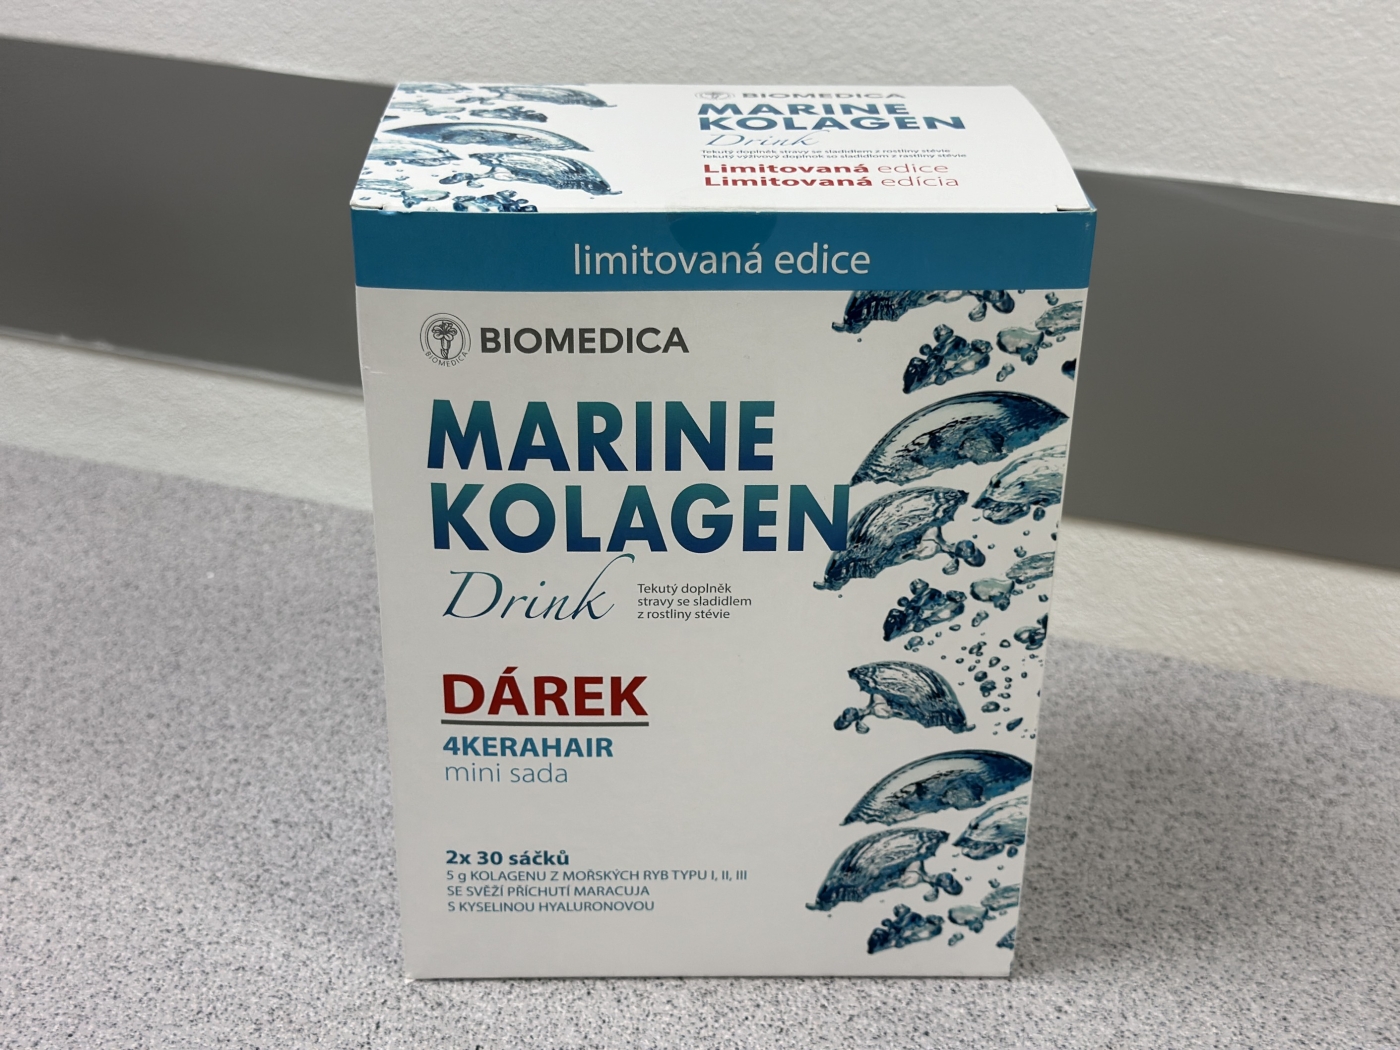 BIOMEDICA
MARINE
KOLAGEN
Drink
Tekutý doplněk stravy se sladidlem z rostliny stévie
Tekutý výživový doplnok so sladidlom z rastliny stévie
Limitovaná edice
Limitovaná edícia
limitovaná edice
BIOMEDICA
BIOMEDICA
MARINE
KOLAGEN
Drink
Tekutý doplněk
stravy se sladidlem
z rostliny stévie
DÁREK
4KERAHAIR
mini sada
2x 30 sáčků
5 g KOLAGENU Z MOŘSKÝCH RYB TYPU I, II, III
SE SVĚŽÍ PŘÍCHUTÍ MARACUJA
S KYSELINOU HYALURONOVOU